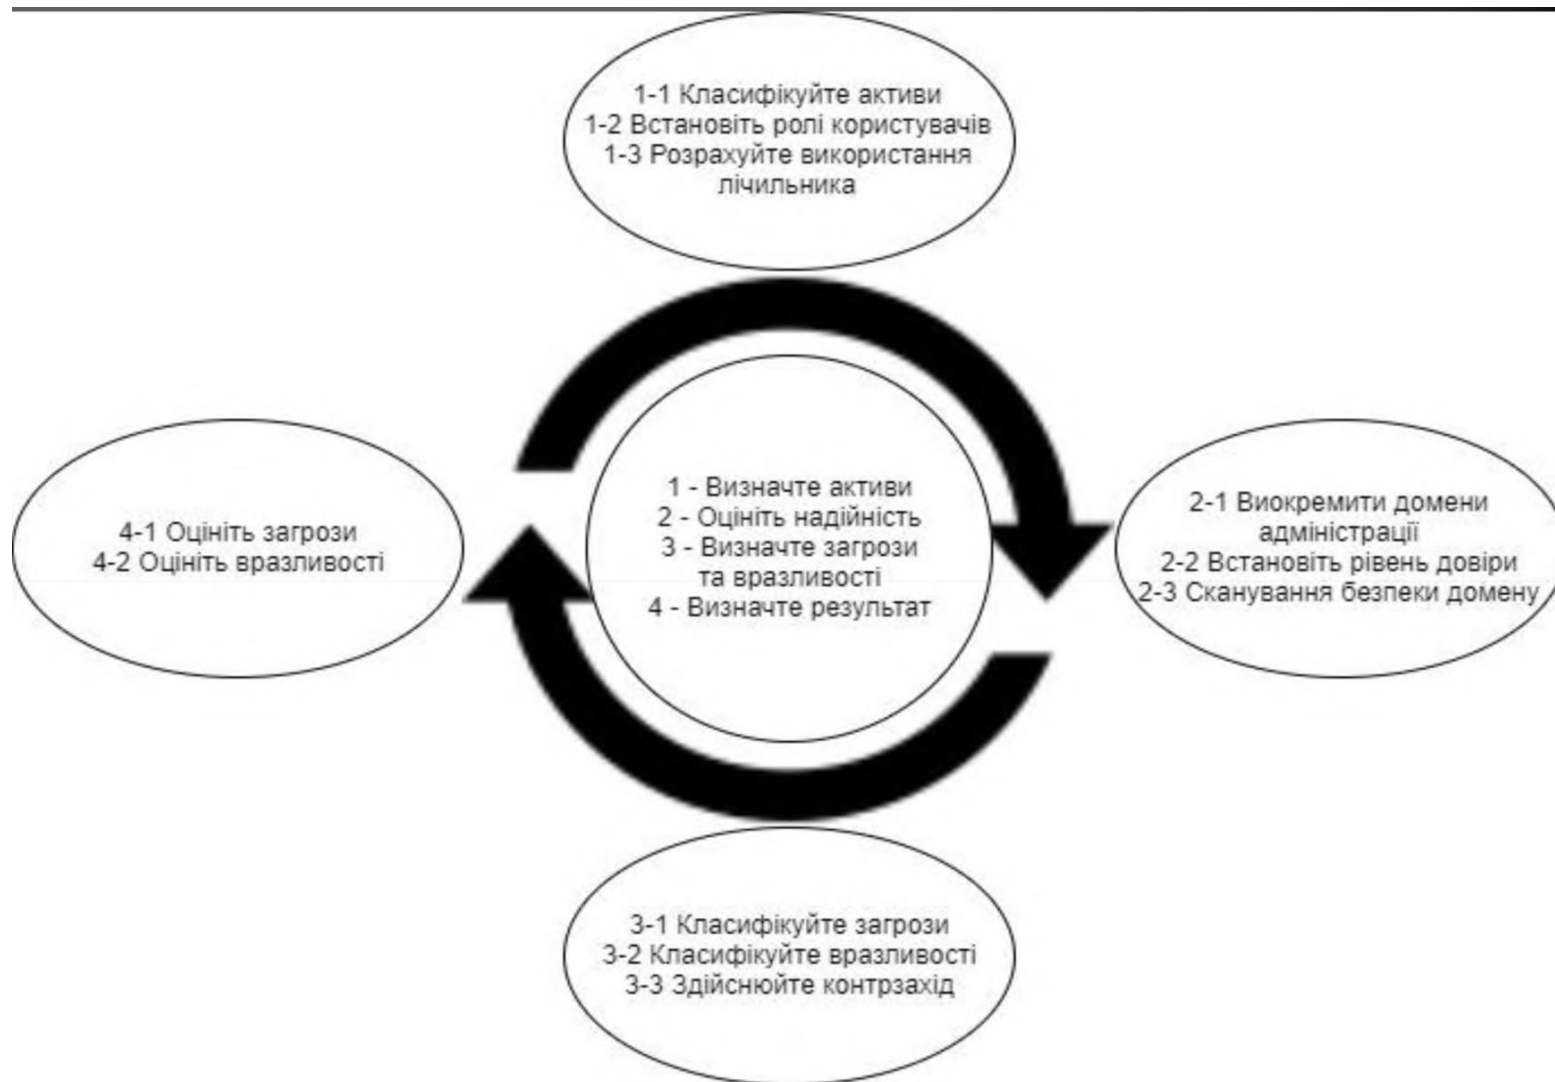 1-1 Класифікуйте активи
1-2 Встановіть ролі користувачів
1-3 Розрахуйте використання
лічильника
1 - Визначте активи
2 - Оцініть надійність
3 - Визначте загрози
та вразливості
4 - Визначте результат
2-1 Виокремити домени
адміністрації
2-2 Встановіть рівень довіри
2-3 Сканування безпеки домену
4-1 Оцініть загрози
4-2 Оцініть вразливості
3-1 Класифікуйте загрози
3-2 Класифікуйте вразливості
3-3 Здійснюйте контрзахід